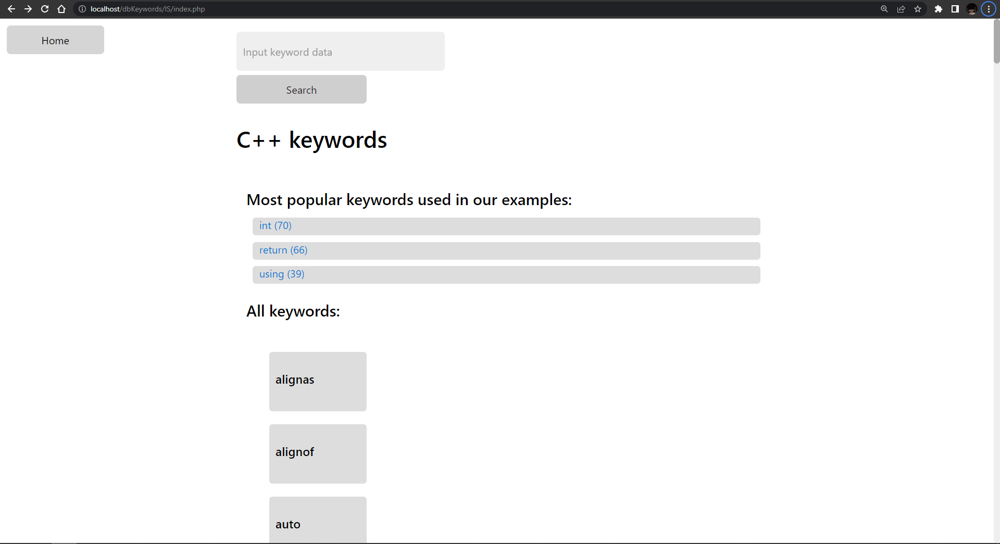 localhost/dbKeywords/IS/index.php
Home
Input keyword data
Search
C++ keywords
Most popular keywords used in our examples:
int (70)
return (66)
using (39)
All keywords:
alignas
alignof
auto